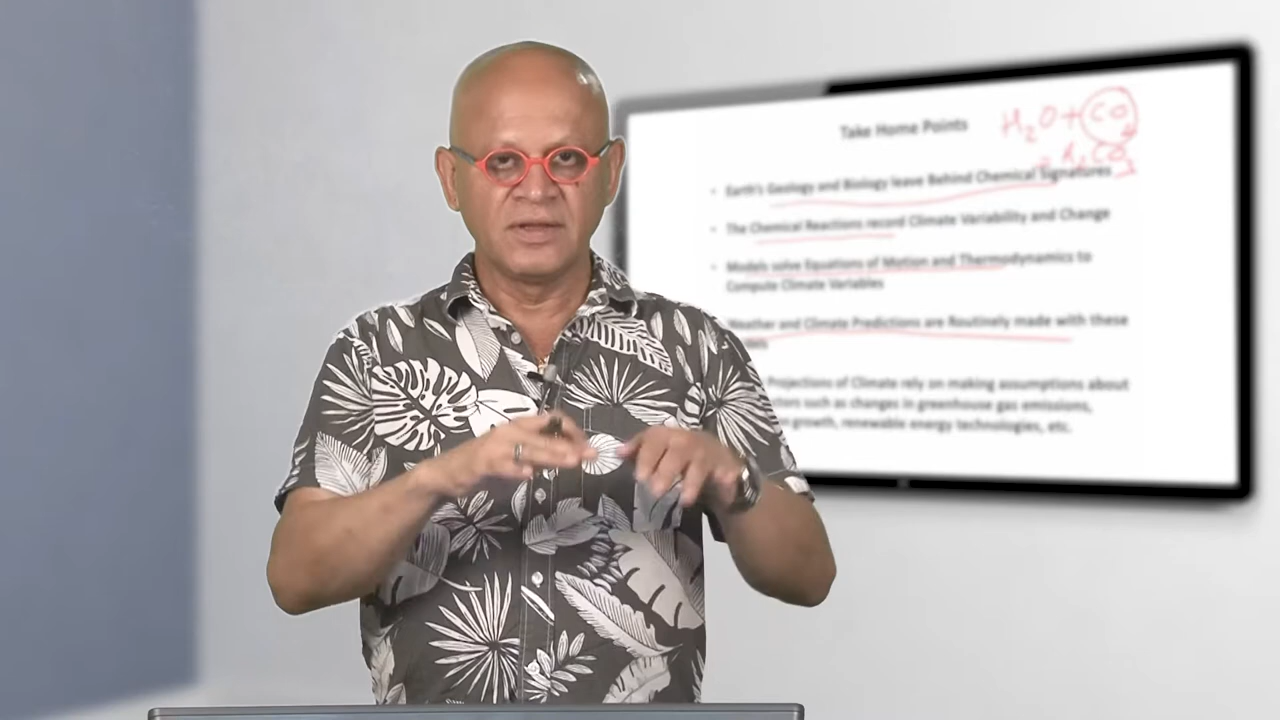 Take Home Points
H₂O + CO₂
= H₂CO₃
• Earth's Geology and Biology leave Behind Chemical Signatures
• The Chemical Reactions record Climate Variability and Change
• Models solve Equations of Motion and Thermodynamics to
Compute Climate Variables
Weather and Climate Predictions are Routinely made with these
Projections of Climate rely on making assumptions about
such as changes in greenhouse gas emissions,
growth, renewable energy technologies, etc.